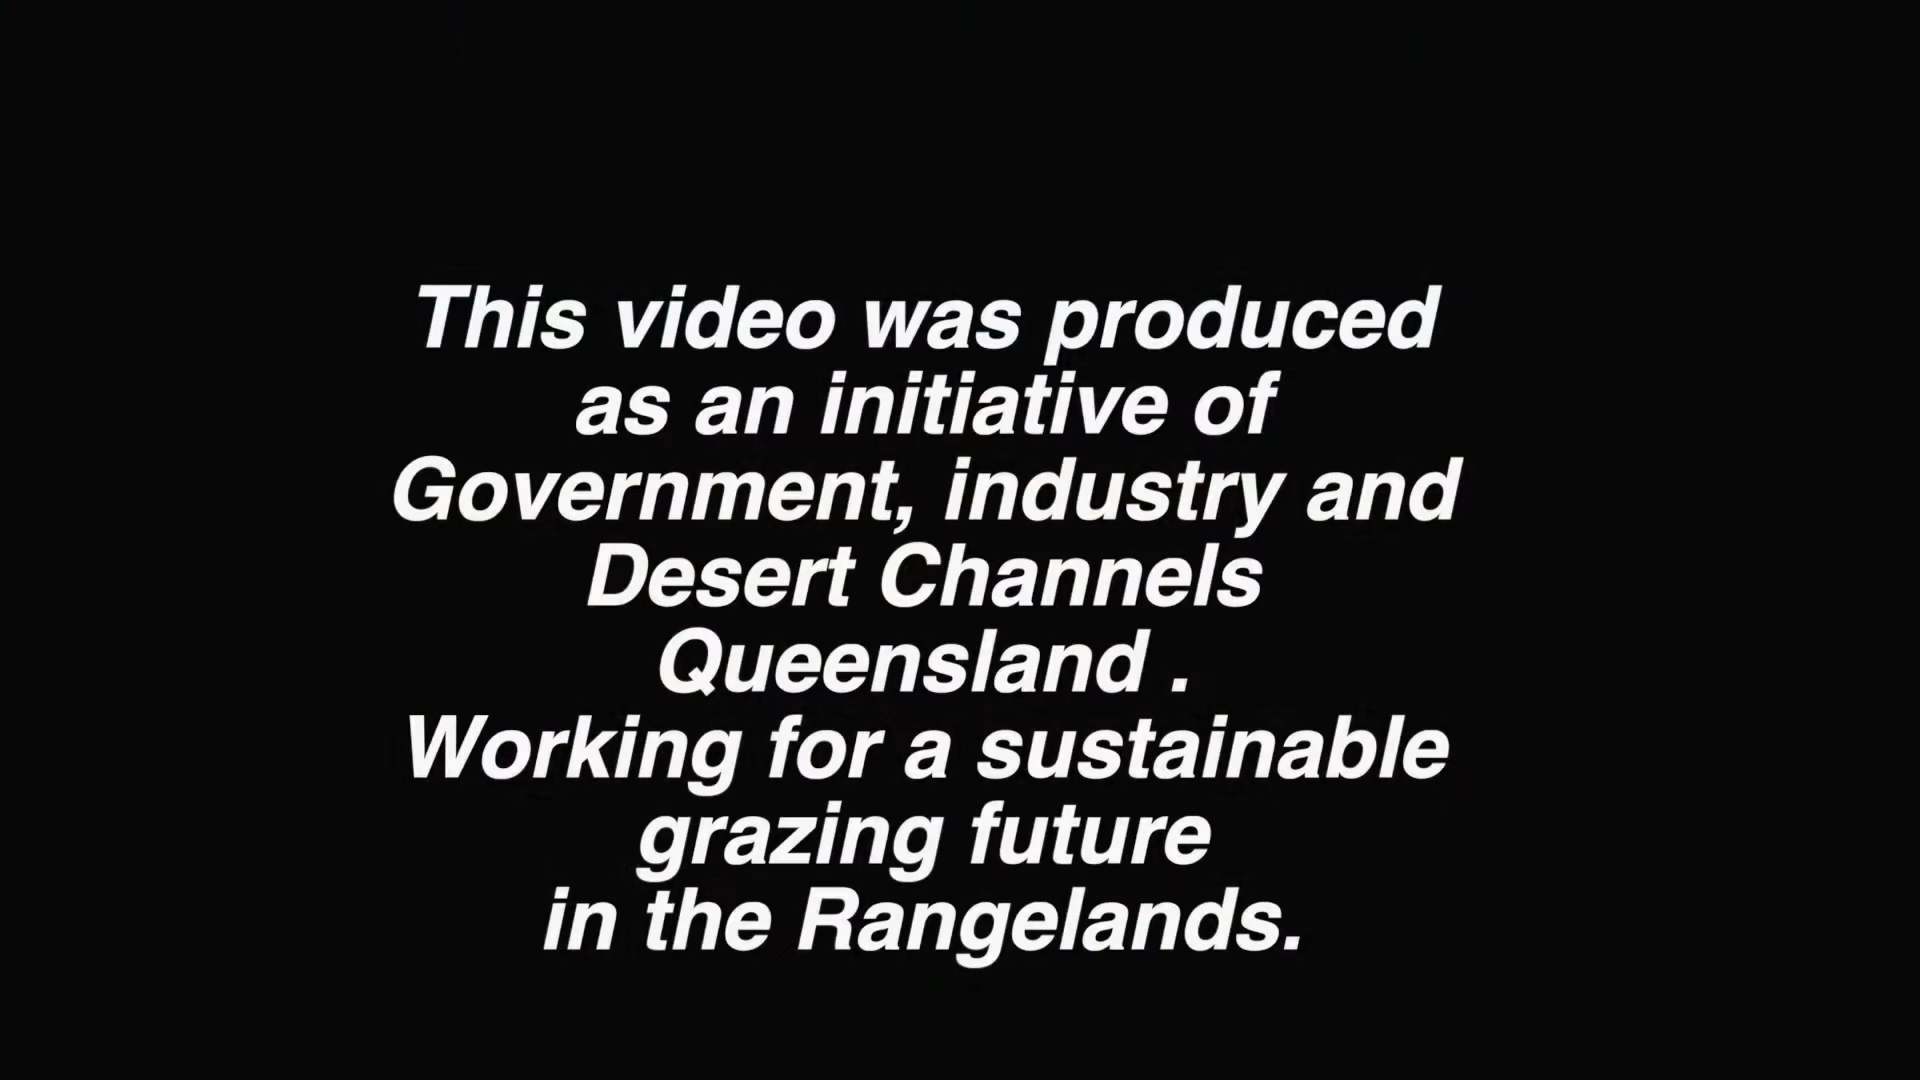 This video was produced
as an initiative of
Government, industry and
Desert Channels
Queensland .
Working for a sustainable
grazing future
in the Rangelands.